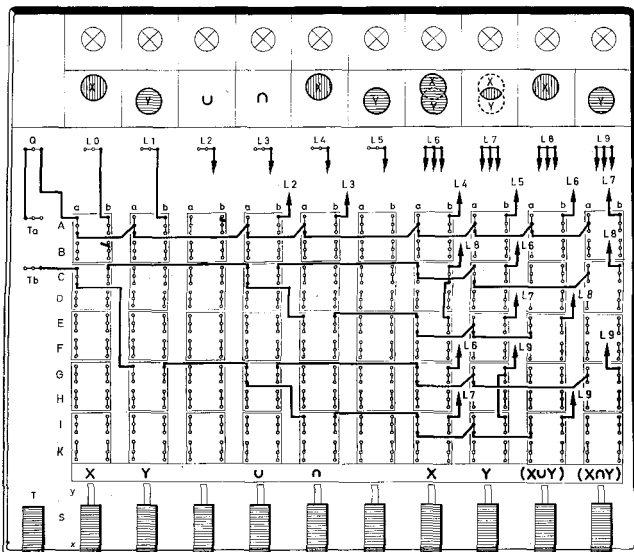 X Y ∪ ∩ X Y X Y X Y X Y
Q L0 L1 L2 L3 L4 L5 L6 L7 L8 L9
L2 L3 L4 L5 L6 L7
a b a b a b a b a b a b a b a b a b a b
Ta A
B L8 L6 L8
Tb C
D L7 L8
E
F L6 L9 L9
G
H L7 L9
I
K
X Y ∪ ∩ X Y (X∪Y) (X∩Y)
T S y
x